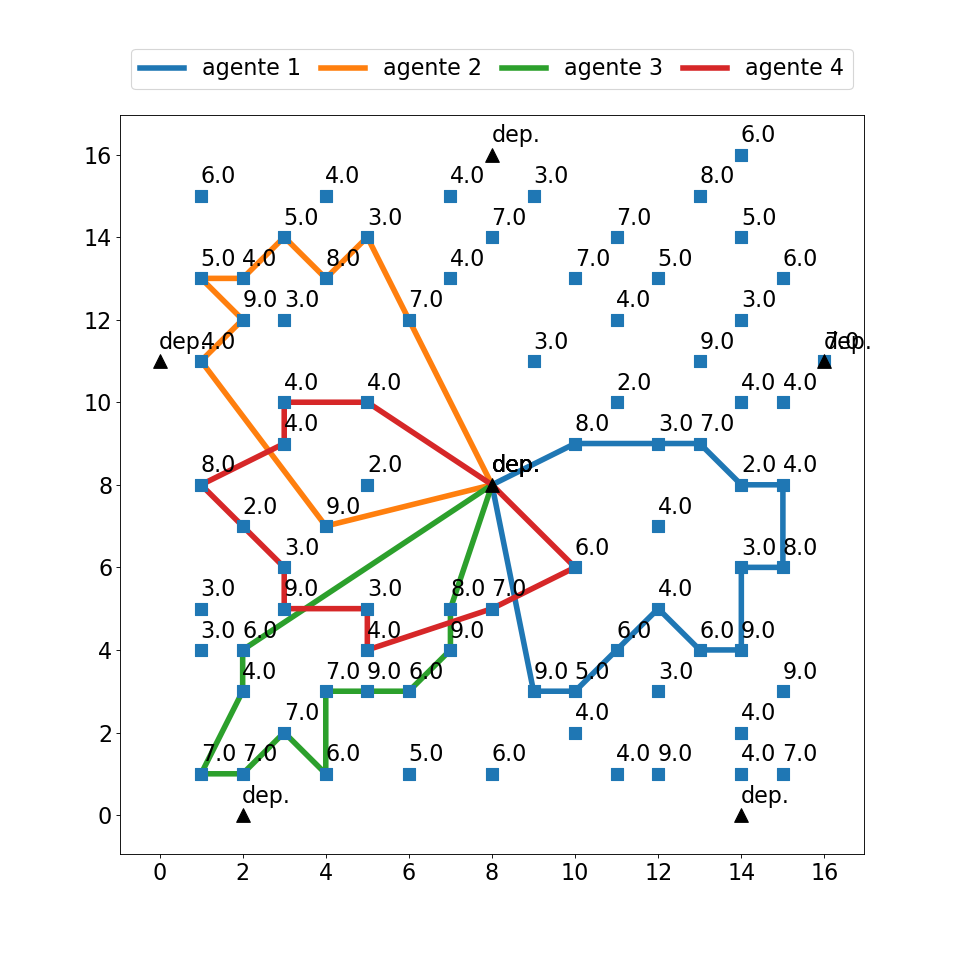 agente 1 agente 2 agente 3 agente 4
dep. 6.0
16
6.0 4.0 4.0 3.0 8.0
5.0 3.0 7.0 7.0 5.0
14
5.0 4.0 8.0 4.0 7.0 5.0 6.0
9.0 3.0 7.0 4.0 3.0
12
dep. 4.0 3.0 9.0 7.0 dep.
4.0 4.0 2.0 4.0 4.0
10
4.0 8.0 3.0 7.0
8.0 2.0 dep. 2.0 4.0
8
2.0 9.0 4.0
3.0 6.0 3.0 8.0
6
3.0 9.0 3.0 8.0 7.0 4.0
3.0 6.0 4.0 9.0 6.0 6.0 9.0
4
4.0 7.0 9.0 6.0 9.0 5.0 3.0 9.0
7.0 4.0 4.0
2
7.0 7.0 6.0 5.0 6.0 4.0 9.0 4.0 7.0
dep. dep.
0
0 2 4 6 8 10 12 14 16